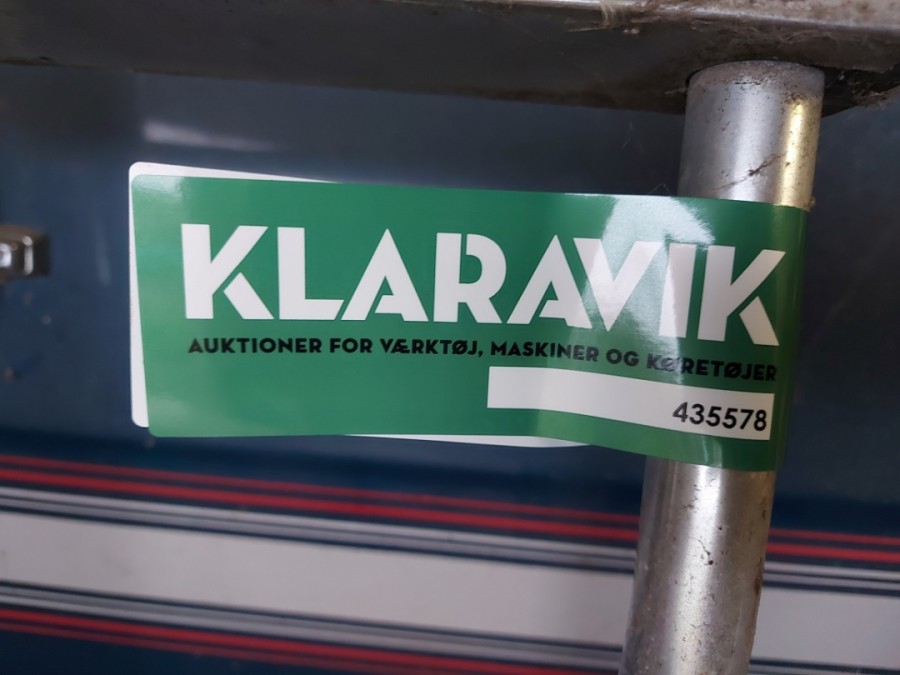 KLARAVIK
AUKTIONER FOR VÆRKTØJ, MASKINER OG KØRETØJER
435578